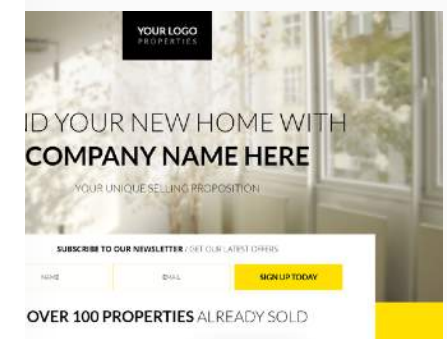 YOUR LOGO
PROPERTIES
ID YOUR NEW HOME WITH
COMPANY NAME HERE
YOUR UNIQUE SELLING PROPOSITION
SUBSCRIBE TO OUR NEWSLETTER / GET OUR LATEST OFFERS
NAME EMAIL SIGN UP TODAY
OVER 100 PROPERTIES ALREADY SOLD